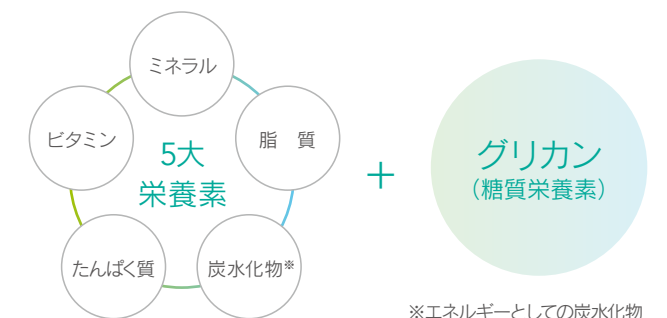 ミネラル
ビタミン
脂　質
5大
栄養素
たんぱく質
炭水化物※
+
グリカン
（糖質栄養素）
※エネルギーとしての炭水化物